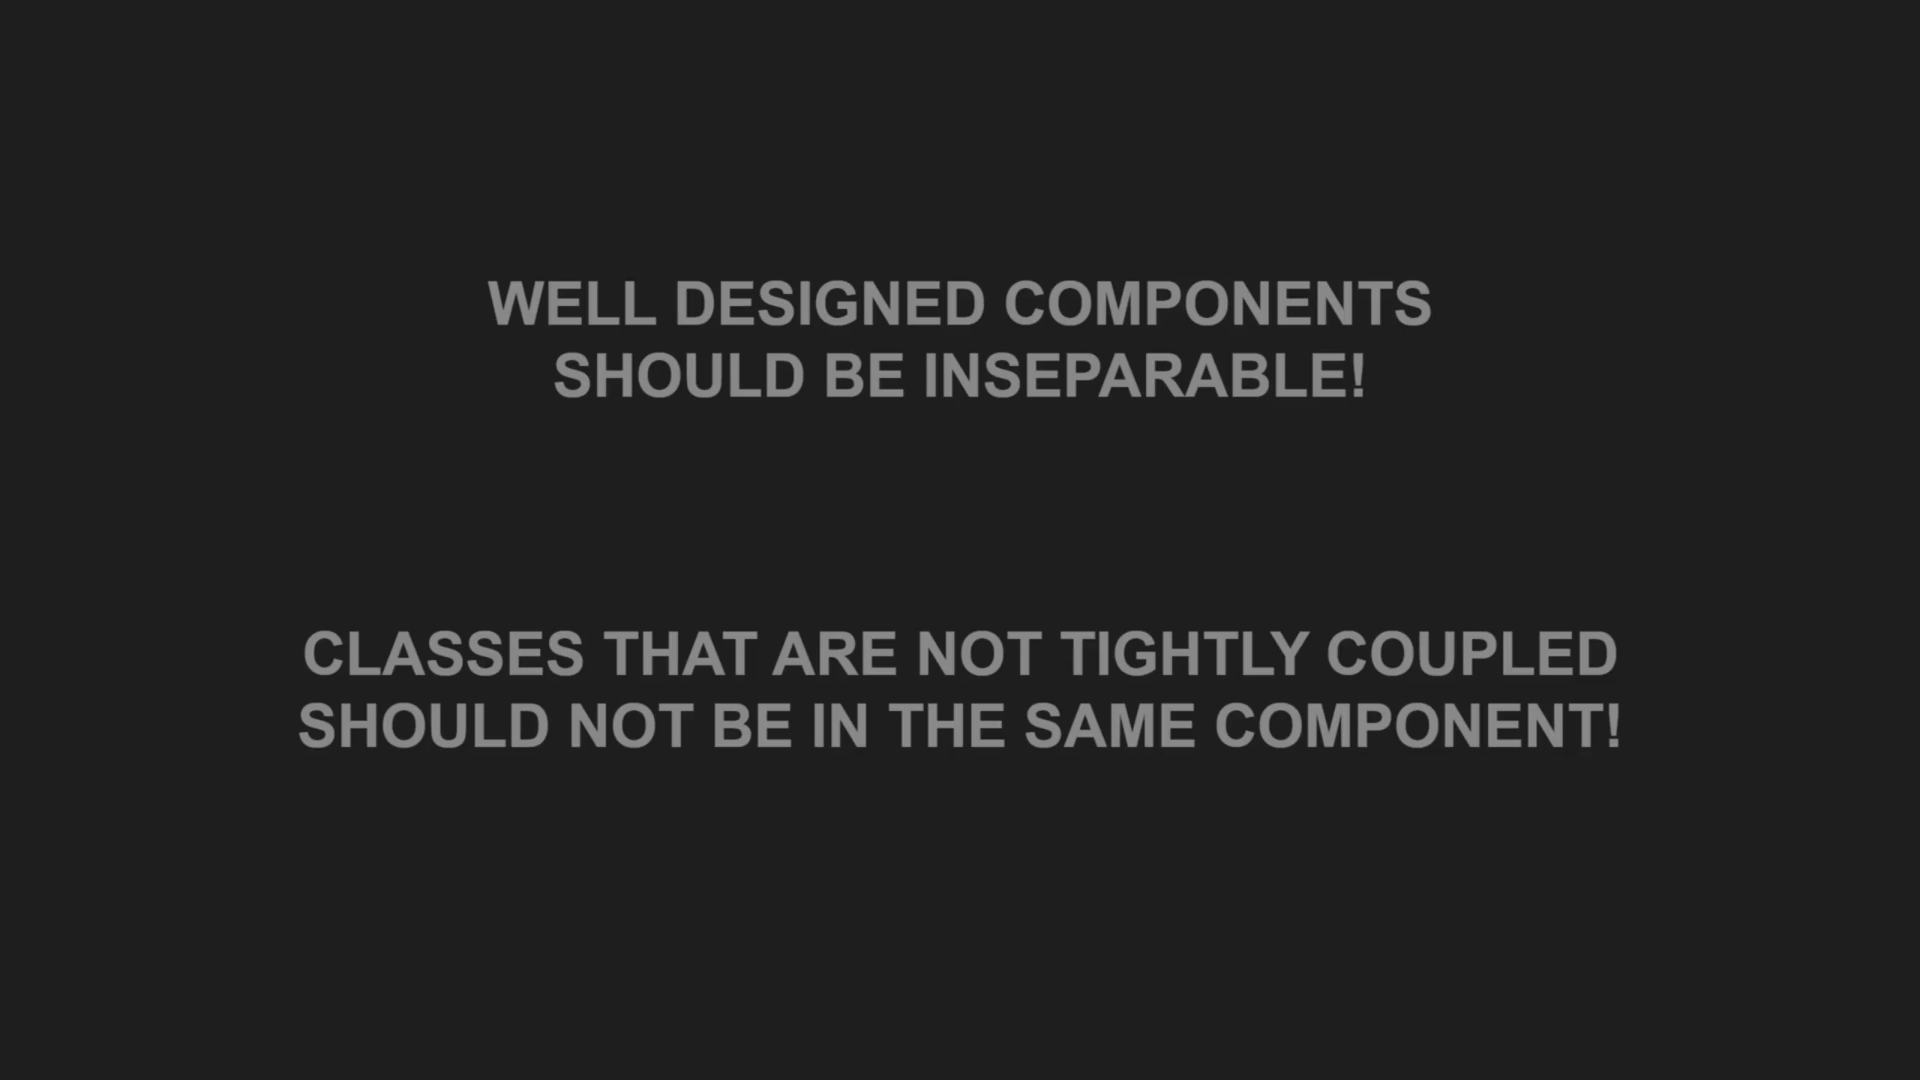 WELL DESIGNED COMPONENTS
SHOULD BE INSEPARABLE!
CLASSES THAT ARE NOT TIGHTLY COUPLED
SHOULD NOT BE IN THE SAME COMPONENT!